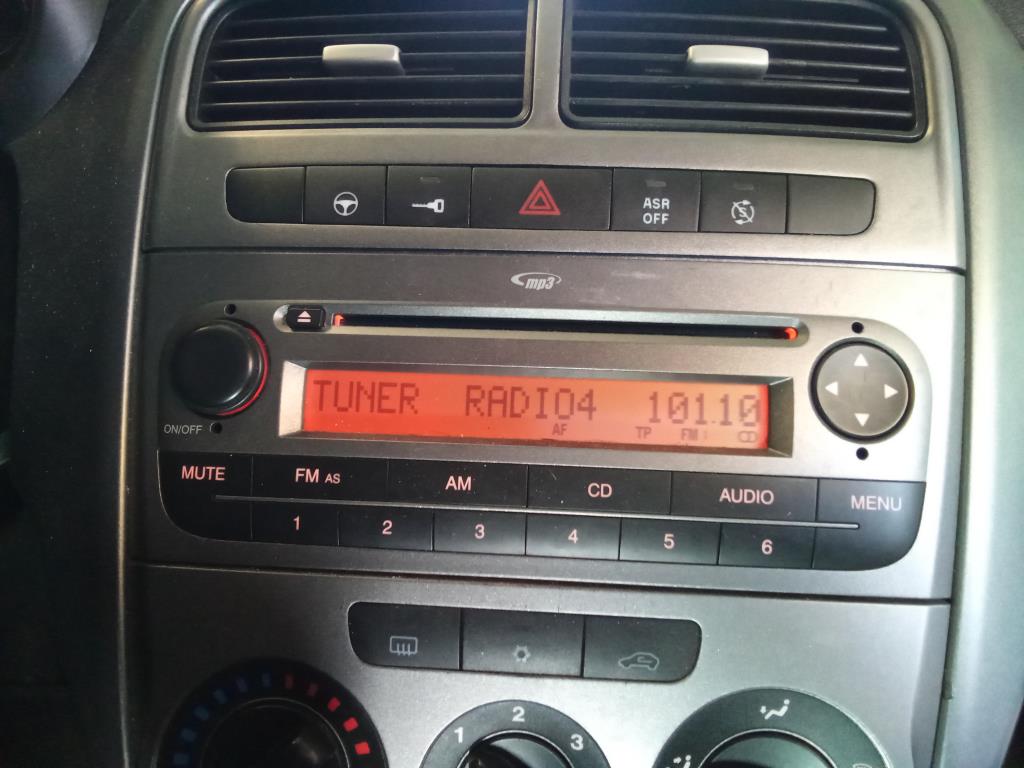 ASR
OFF
mp3
TUNER RADIO4 101.10
AF TP FM
ON/OFF
MUTE FM AS AM CD AUDIO MENU
1 2 3 4 5 6
1 2 3